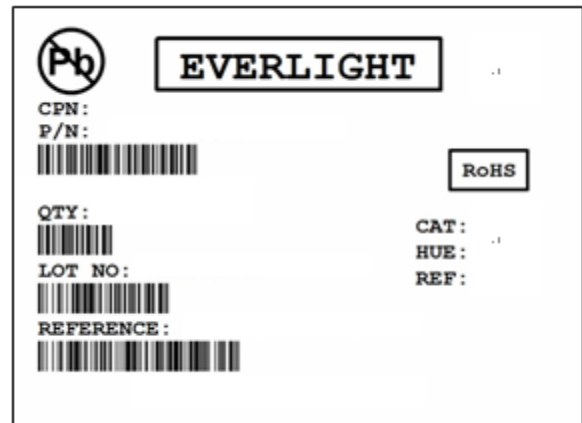 Pb
EVERLIGHT
CPN:
P/N:
RoHS
QTY:
CAT:
HUE:
LOT NO:
REF:
REFERENCE: